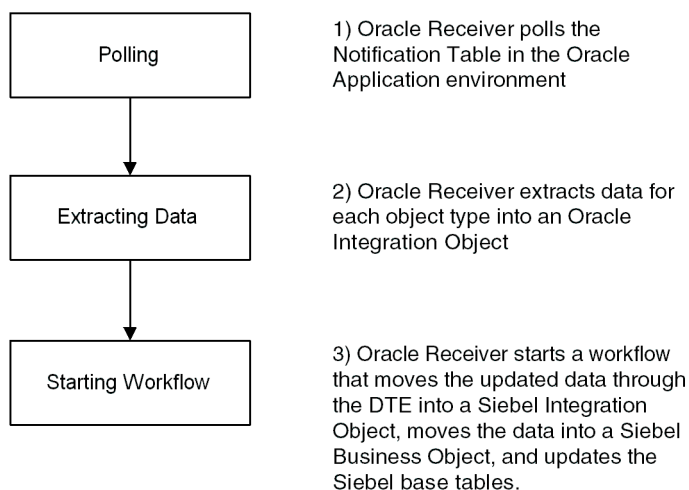 Polling
1) Oracle Receiver polls the
Notification Table in the Oracle
Application environment
Extracting Data
2) Oracle Receiver extracts data for
each object type into an Oracle
Integration Object
Starting Workflow
3) Oracle Receiver starts a workflow
that moves the updated data through
the DTE into a Siebel Integration
Object, moves the data into a Siebel
Business Object, and updates the
Siebel base tables.